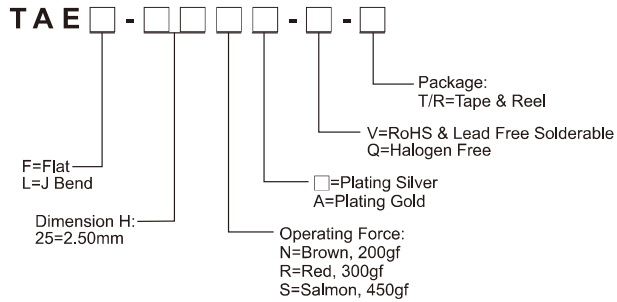 TAE□-□□□□-□-□
Package:
T/R=Tape & Reel
V=RoHS & Lead Free Solderable
Q=Halogen Free
F=Flat
L=J Bend
□=Plating Silver
A=Plating Gold
Dimension H:
25=2.50mm
Operating Force:
N=Brown, 200gf
R=Red, 300gf
S=Salmon, 450gf